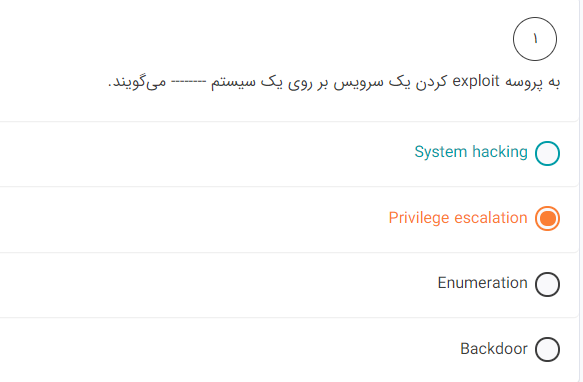 ۱
به پروسه exploit کردن یک سرویس بر روی یک سیستم -------- می‌گویند.
System hacking
Privilege escalation
Enumeration
Backdoor